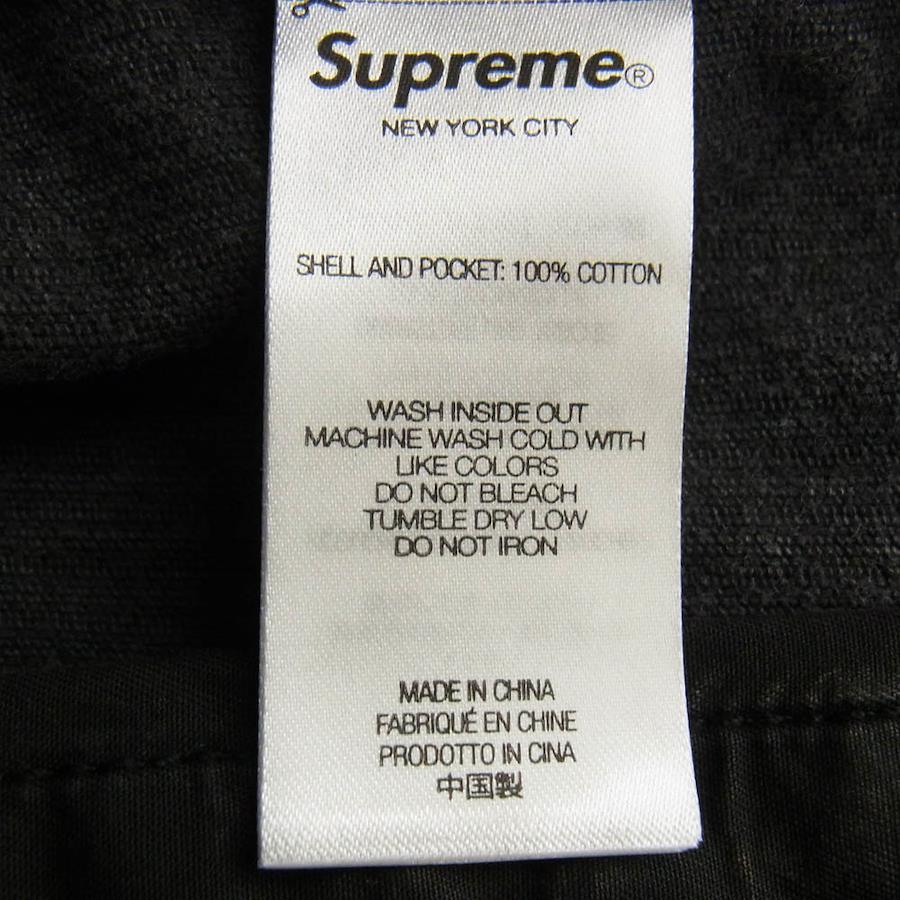 Supreme®
NEW YORK CITY
SHELL AND POCKET: 100% COTTON
WASH INSIDE OUT
MACHINE WASH COLD WITH
LIKE COLORS
DO NOT BLEACH
TUMBLE DRY LOW
DO NOT IRON
MADE IN CHINA
FABRIQUÉ EN CHINE
PRODOTTO IN CINA
中国製